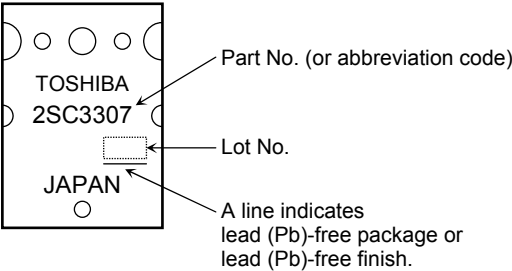 TOSHIBA
2SC3307
JAPAN
Part No. (or abbreviation code)
Lot No.
A line indicates
lead (Pb)-free package or
lead (Pb)-free finish.